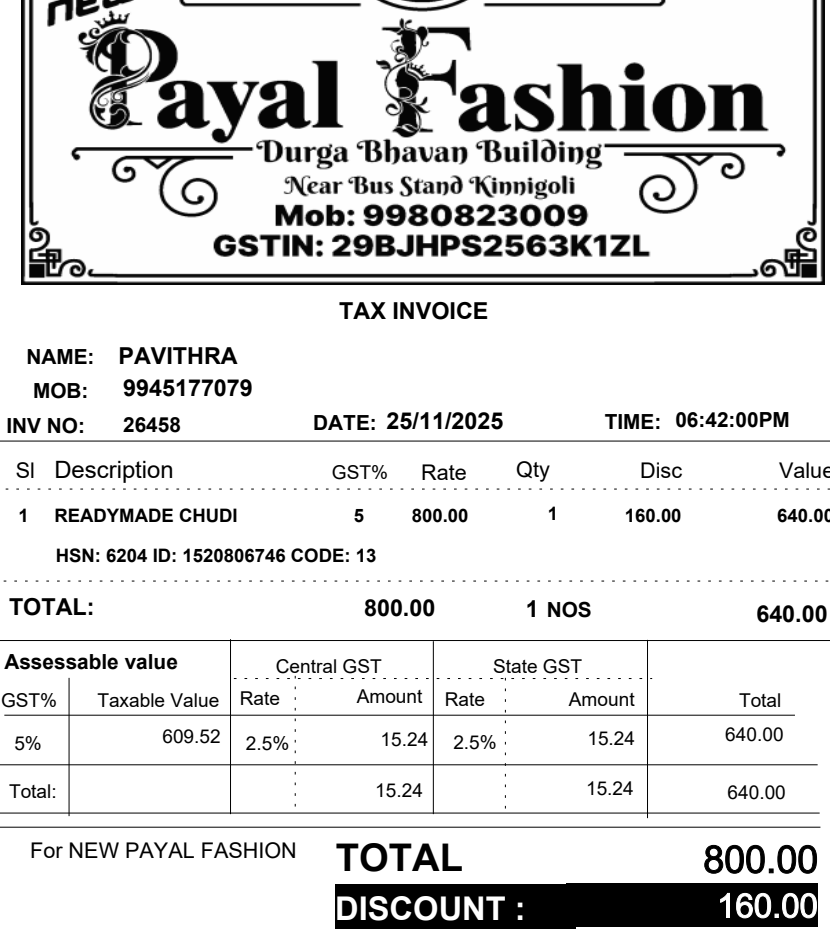 new
Payal Fashion
Durga Bhavan Building
Near Bus Stand Kinnigoli
Mob: 9980823009
GSTIN: 29BJHPS2563K1ZL
TAX INVOICE
NAME: PAVITHRA
MOB: 9945177079
INV NO: 26458 DATE: 25/11/2025 TIME: 06:42:00PM
Sl Description GST% Rate Qty Disc Value
1 READYMADE CHUDI 5 800.00 1 160.00 640.00
HSN: 6204 ID: 1520806746 CODE: 13
TOTAL: 800.00 1 NOS 640.00
Assessable value Central GST State GST
GST% Taxable Value Rate Amount Rate Amount Total
5% 609.52 2.5% 15.24 2.5% 15.24 640.00
Total: 15.24 15.24 640.00
For NEW PAYAL FASHION TOTAL 800.00
DISCOUNT : 160.00